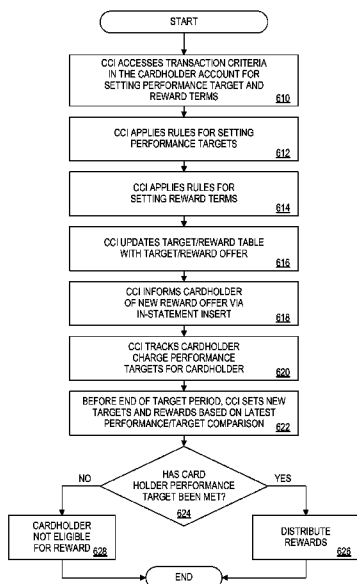 START
CCI ACCESSES TRANSACTION CRITERIA
IN THE CARDHOLDER ACCOUNT FOR
SETTING PERFORMANCE TARGET AND
REWARD TERMS
610
CCI APPLIES RULES FOR SETTING
PERFORMANCE TARGETS
612
CCI APPLIES RULES FOR
SETTING REWARD TERMS
614
CCI UPDATES TARGET/REWARD TABLE
WITH TARGET/REWARD OFFER
616
CCI INFORMS CARDHOLDER
OF NEW REWARD OFFER VIA
IN-STATEMENT INSERT
618
CCI TRACKS CARDHOLDER
CHARGE PERFORMANCE
TARGETS FOR CARDHOLDER
620
BEFORE END OF TARGET PERIOD, CCI SETS NEW
TARGETS AND REWARDS BASED ON LATEST
PERFORMANCE/TARGET COMPARISON
622
NO
HAS CARD
HOLDER PERFORMANCE
TARGET BEEN MET?
624
YES
CARDHOLDER
NOT ELIGIBLE
FOR REWARD
628
DISTRIBUTE
REWARDS
626
END